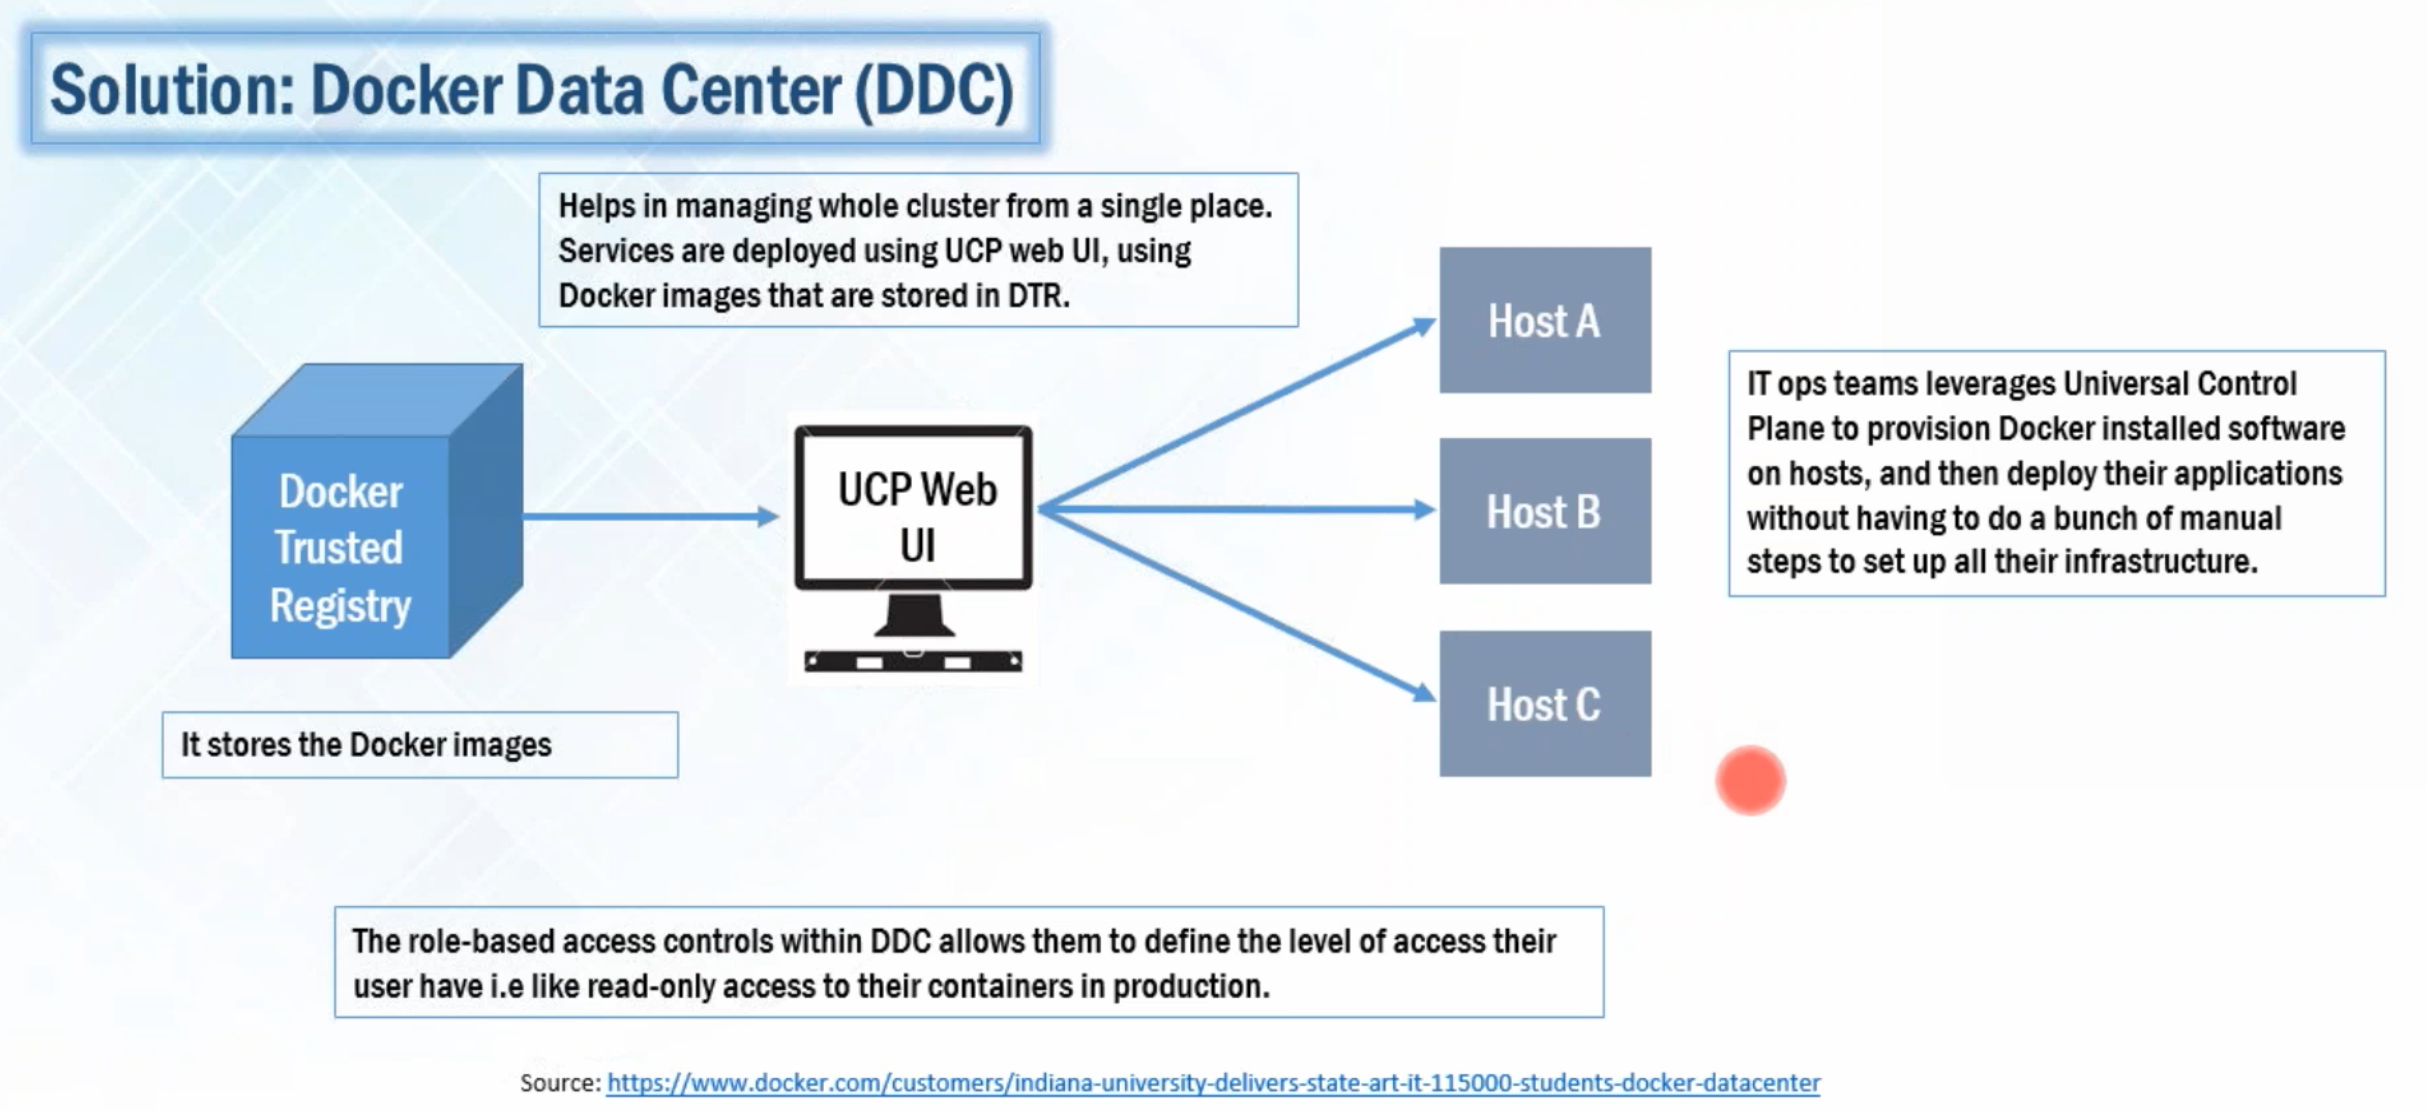 Solution: Docker Data Center (DDC)
Helps in managing whole cluster from a single place.
Services are deployed using UCP web UI, using
Docker images that are stored in DTR.
Docker
Trusted
Registry
It stores the Docker images
UCP Web
UI
Host A
Host B
Host C
IT ops teams leverages Universal Control
Plane to provision Docker installed software
on hosts, and then deploy their applications
without having to do a bunch of manual
steps to set up all their infrastructure.
The role-based access controls within DDC allows them to define the level of access their
user have i.e like read-only access to their containers in production.
Source: https://www.docker.com/customers/indiana-university-delivers-state-art-it-115000-students-docker-datacenter